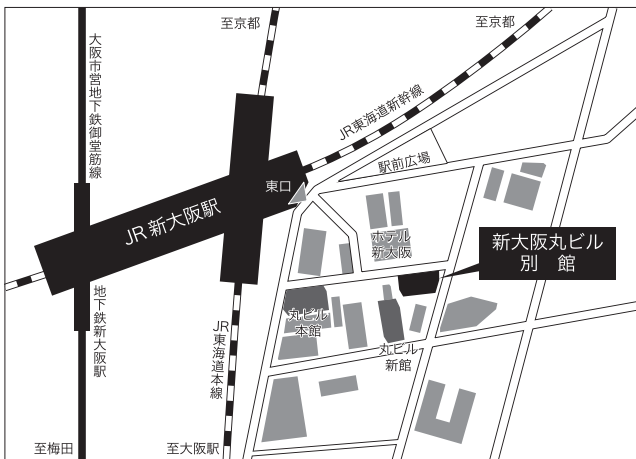 至京都
至京都
大阪市営地下鉄御堂筋線
JR東海道新幹線
駅前広場
東口
JR新大阪駅
ホテル
新大阪
新大阪丸ビル
別　館
丸ビル
本館
丸ビル
新館
地下鉄新大阪駅
JR東海道本線
至梅田
至大阪駅